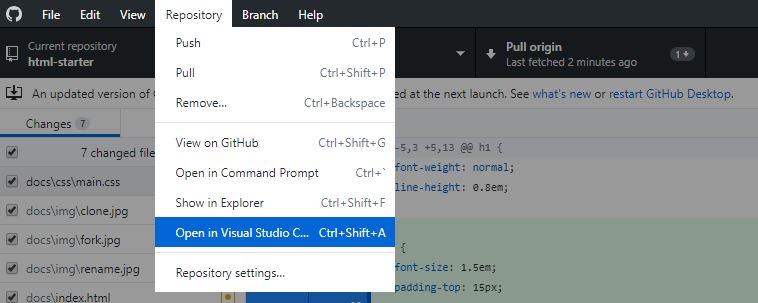 File Edit View Repository Branch Help
Current repository
html-starter
Pull origin
Last fetched 2 minutes ago
1
Push Ctrl+P
Pull Ctrl+Shift+P
Remove... Ctrl+Backspace
An updated version of
ed at the next launch. See what's new or restart GitHub Desktop.
Changes 7
View on GitHub Ctrl+Shift+G
7 changed file
-5,3 +5,13 @@ h1 {
Open in Command Prompt Ctrl+`
font-weight: normal;
docs\css\main.css
line-height: 0.8em;
Show in Explorer Ctrl+Shift+F
docs\img\clone.jpg
Open in Visual Studio C... Ctrl+Shift+A
docs\img\fork.jpg
{
docs\img\rename.jpg
Repository settings...
font-size: 1.5em;
docs\index.html
padding-top: 15px;